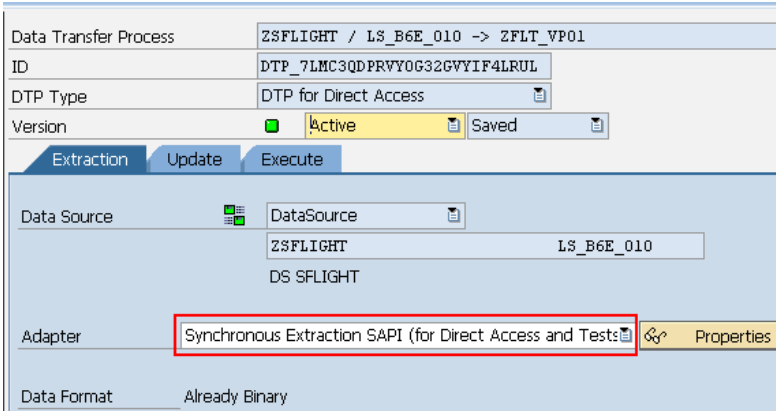 Data Transfer Process ZSFLIGHT / LS_B6E_010 -> ZFLT_VP01
ID DTP_7LMC3QDPRVY0G32GVYIF4LRUL
DTP Type DTP for Direct Access
Version Active Saved
Extraction Update Execute
Data Source DataSource
ZSFLIGHT LS_B6E_010
DS SFLIGHT
Adapter Synchronous Extraction SAPI (for Direct Access and Tests Properties
Data Format Already Binary